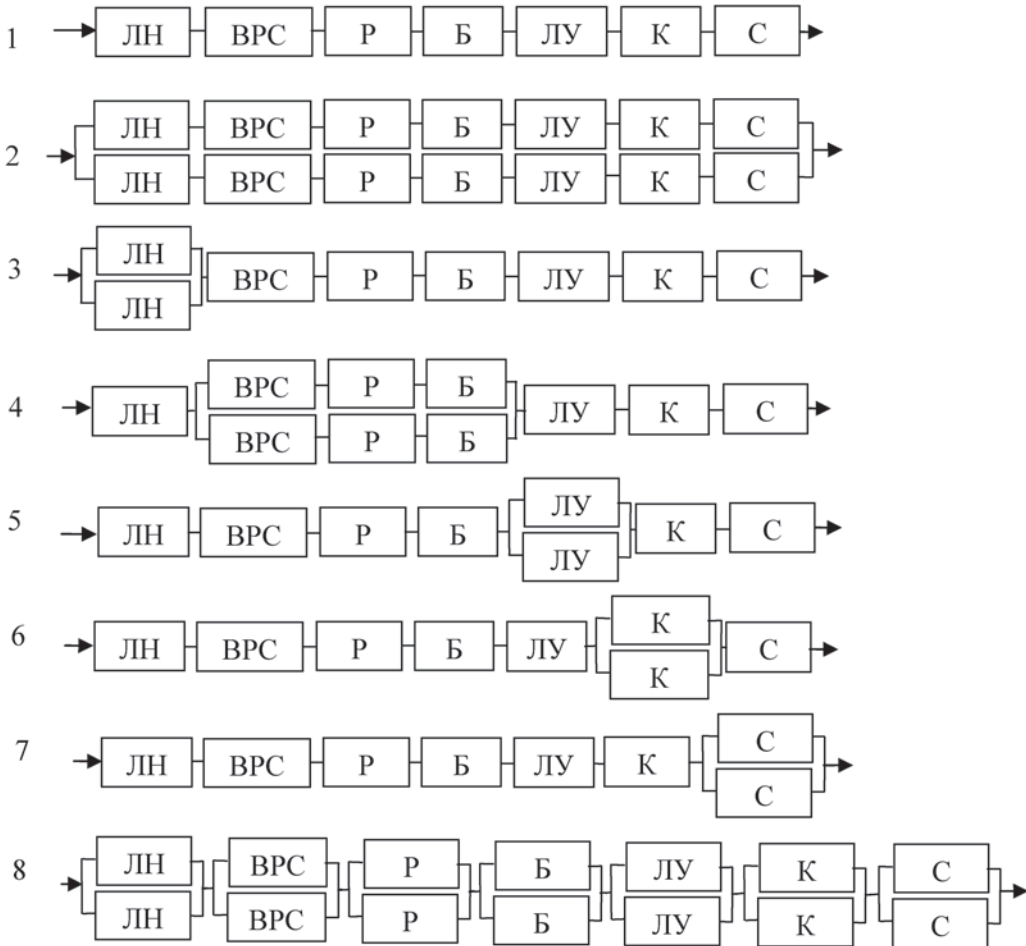 1 ЛН ВРС Р Б ЛУ К С
ЛН ВРС Р Б ЛУ К С
2
ЛН ВРС Р Б ЛУ К С
ЛН
3 ВРС Р Б ЛУ К С
ЛН
ВРС Р Б
4 ЛН ЛУ К С
ВРС Р Б
ЛУ
5 ЛН ВРС Р Б К С
ЛУ
К
6 ЛН ВРС Р Б ЛУ С
К
С
7 ЛН ВРС Р Б ЛУ К
С
ЛН ВРС Р Б ЛУ К С
8
ЛН ВРС Р Б ЛУ К С